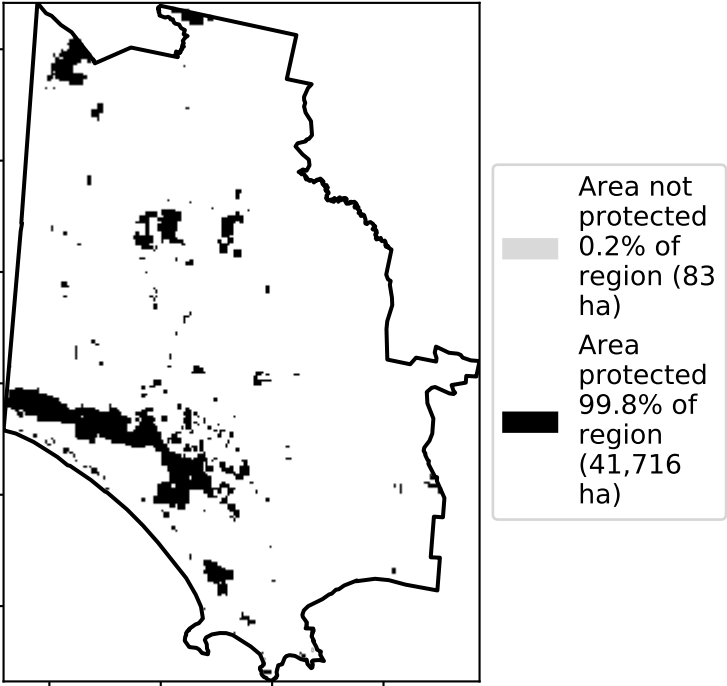 Area not
protected
0.2% of
region (83
ha)
Area
protected
99.8% of
region
(41,716
ha)